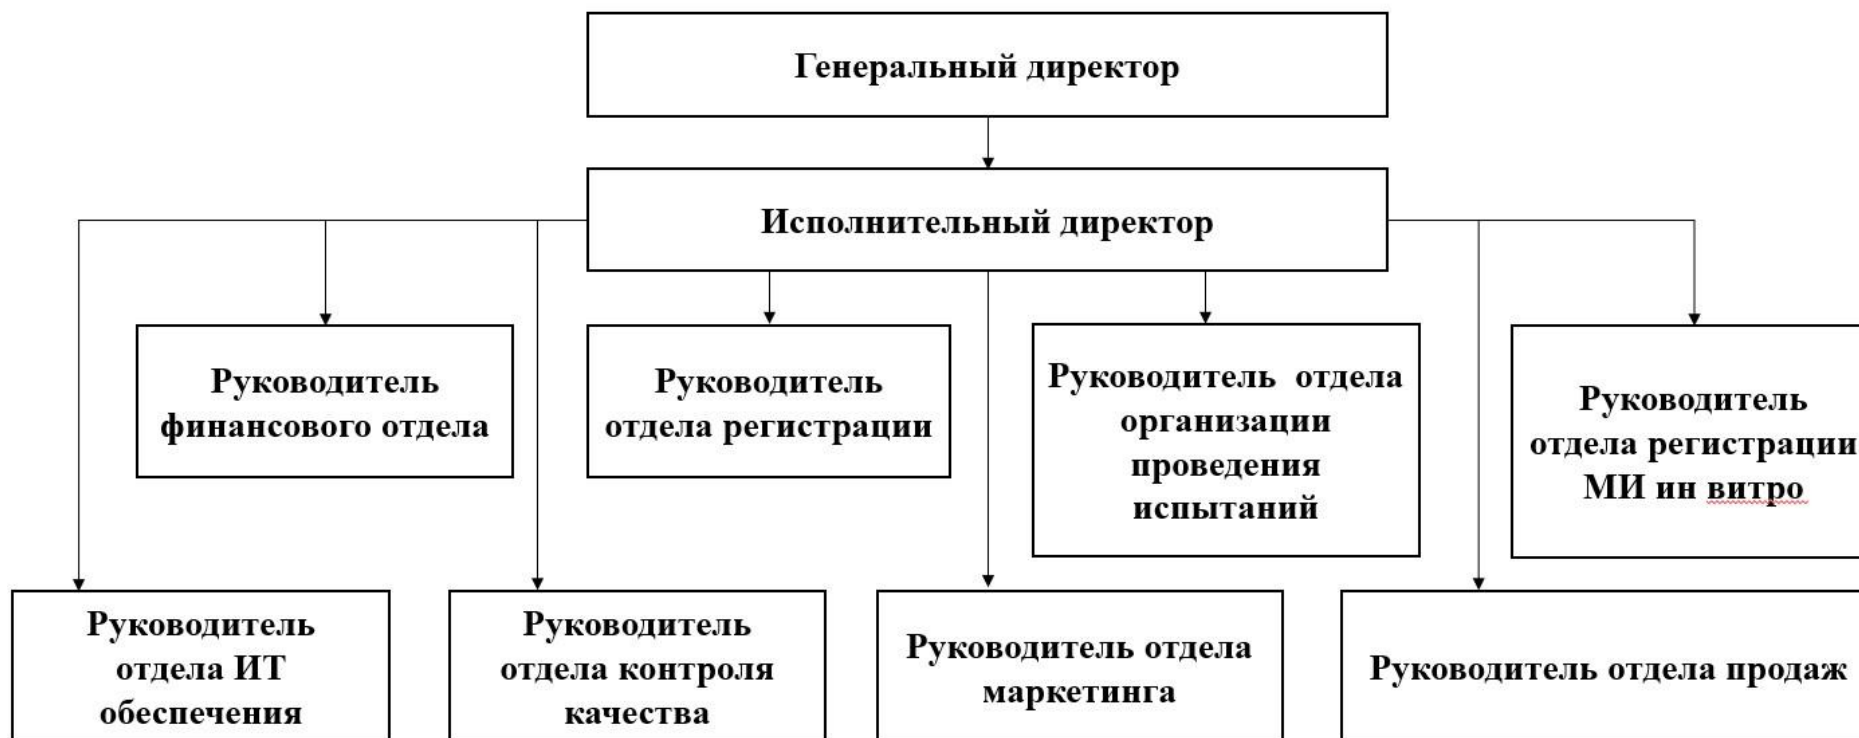 Генеральный директор
Исполнительный директор
Руководитель
финансового отдела
Руководитель
отдела регистрации
Руководитель отдела
организации
проведения
испытаний
Руководитель
отдела регистрации
МИ ин витро
Руководитель
отдела ИТ
обеспечения
Руководитель
отдела контроля
качества
Руководитель отдела
маркетинга
Руководитель отдела продаж